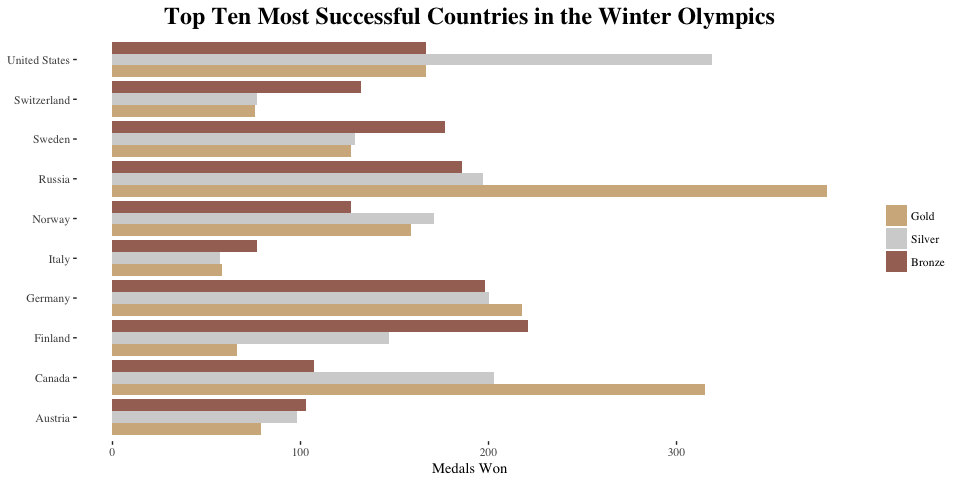 Top Ten Most Successful Countries in the Winter Olympics
United States
Switzerland
Sweden
Russia
Norway
Italy
Germany
Finland
Canada
Austria
0 100 200 300
Medals Won
Gold
Silver
Bronze